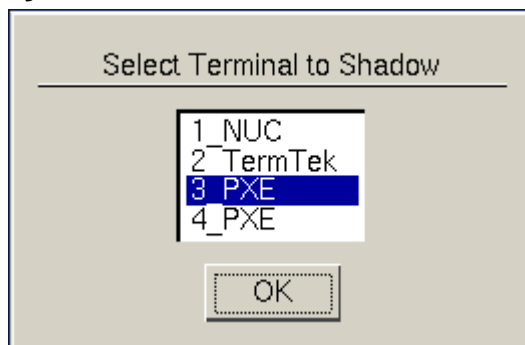 Select Terminal to Shadow
1_NUC
2_TermTek
3_PXE
4_PXE
OK